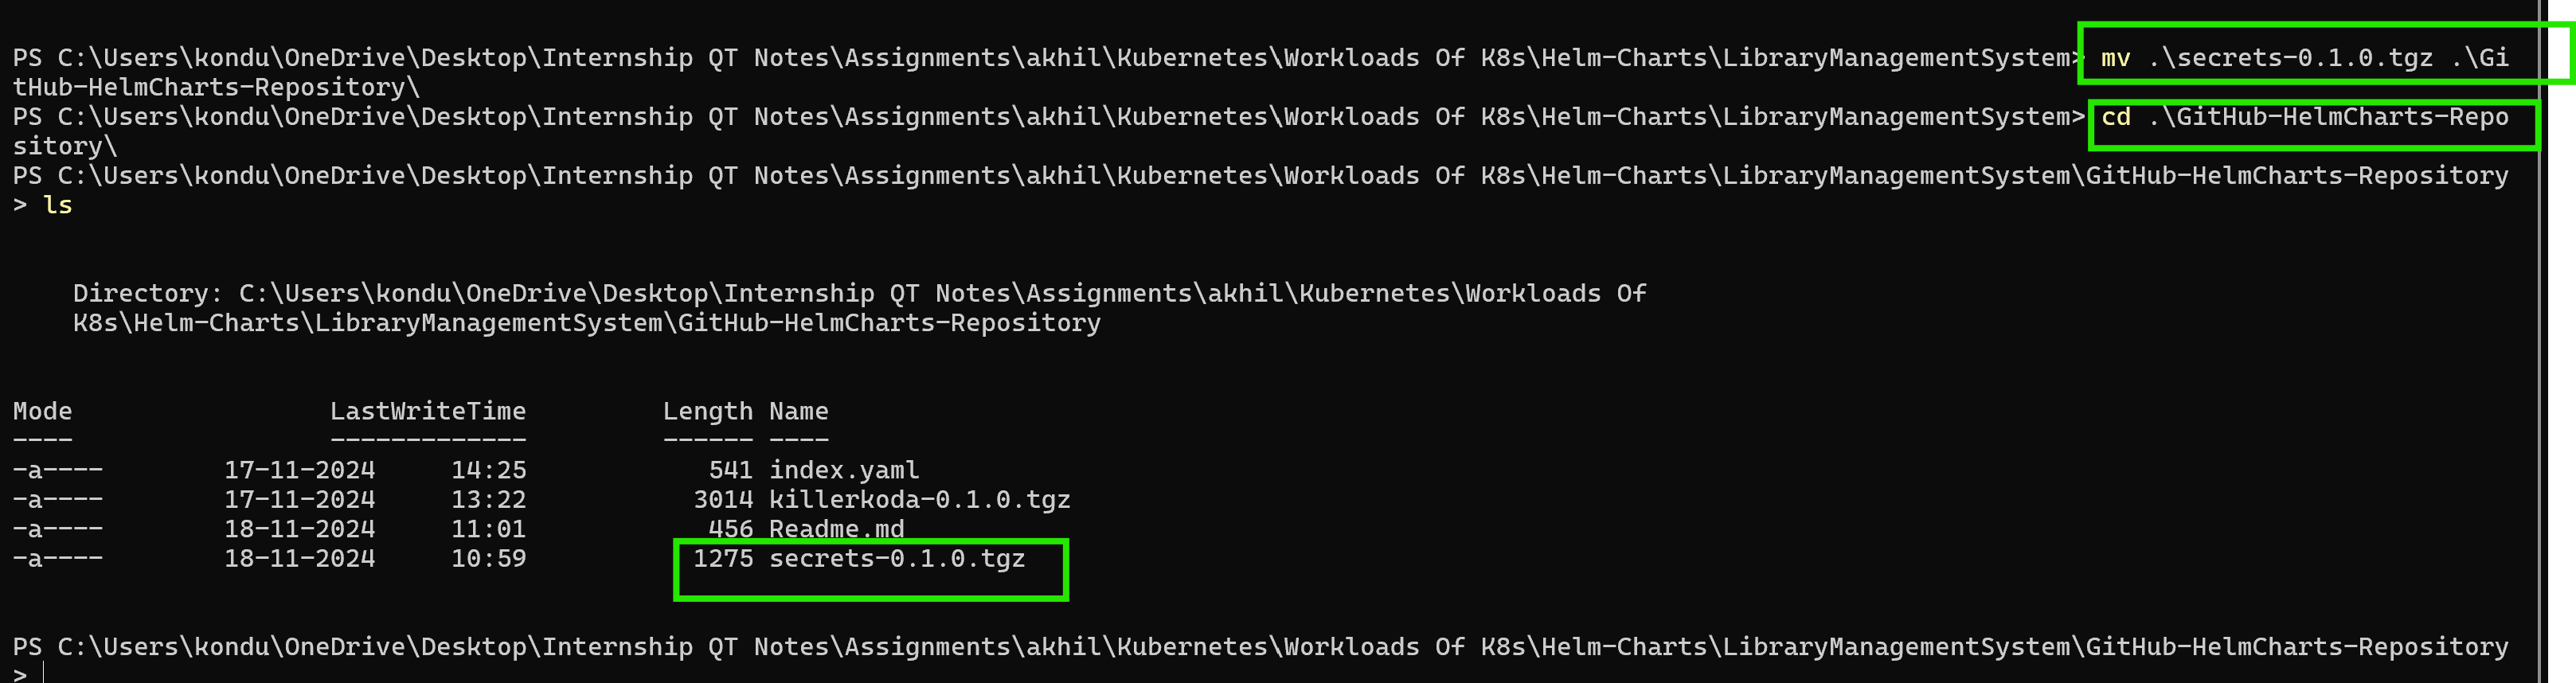 PS C:\Users\kondu\OneDrive\Desktop\Internship QT Notes\Assignments\akhil\Kubernetes\Workloads Of K8s\Helm-Charts\LibraryManagementSystem> mv .\secrets-0.1.0.tgz .\Gi
tHub-HelmCharts-Repository\
PS C:\Users\kondu\OneDrive\Desktop\Internship QT Notes\Assignments\akhil\Kubernetes\Workloads Of K8s\Helm-Charts\LibraryManagementSystem> cd .\GitHub-HelmCharts-Repo
sitory\
PS C:\Users\kondu\OneDrive\Desktop\Internship QT Notes\Assignments\akhil\Kubernetes\Workloads Of K8s\Helm-Charts\LibraryManagementSystem\GitHub-HelmCharts-Repository
> ls
Directory: C:\Users\kondu\OneDrive\Desktop\Internship QT Notes\Assignments\akhil\Kubernetes\Workloads Of
K8s\Helm-Charts\LibraryManagementSystem\GitHub-HelmCharts-Repository
Mode LastWriteTime Length Name
---- ------------- ------ ----
-a---- 17-11-2024 14:25 541 index.yaml
-a---- 17-11-2024 13:22 3014 killerkoda-0.1.0.tgz
-a---- 18-11-2024 11:01 456 Readme.md
-a---- 18-11-2024 10:59 1275 secrets-0.1.0.tgz
PS C:\Users\kondu\OneDrive\Desktop\Internship QT Notes\Assignments\akhil\Kubernetes\Workloads Of K8s\Helm-Charts\LibraryManagementSystem\GitHub-HelmCharts-Repository
>